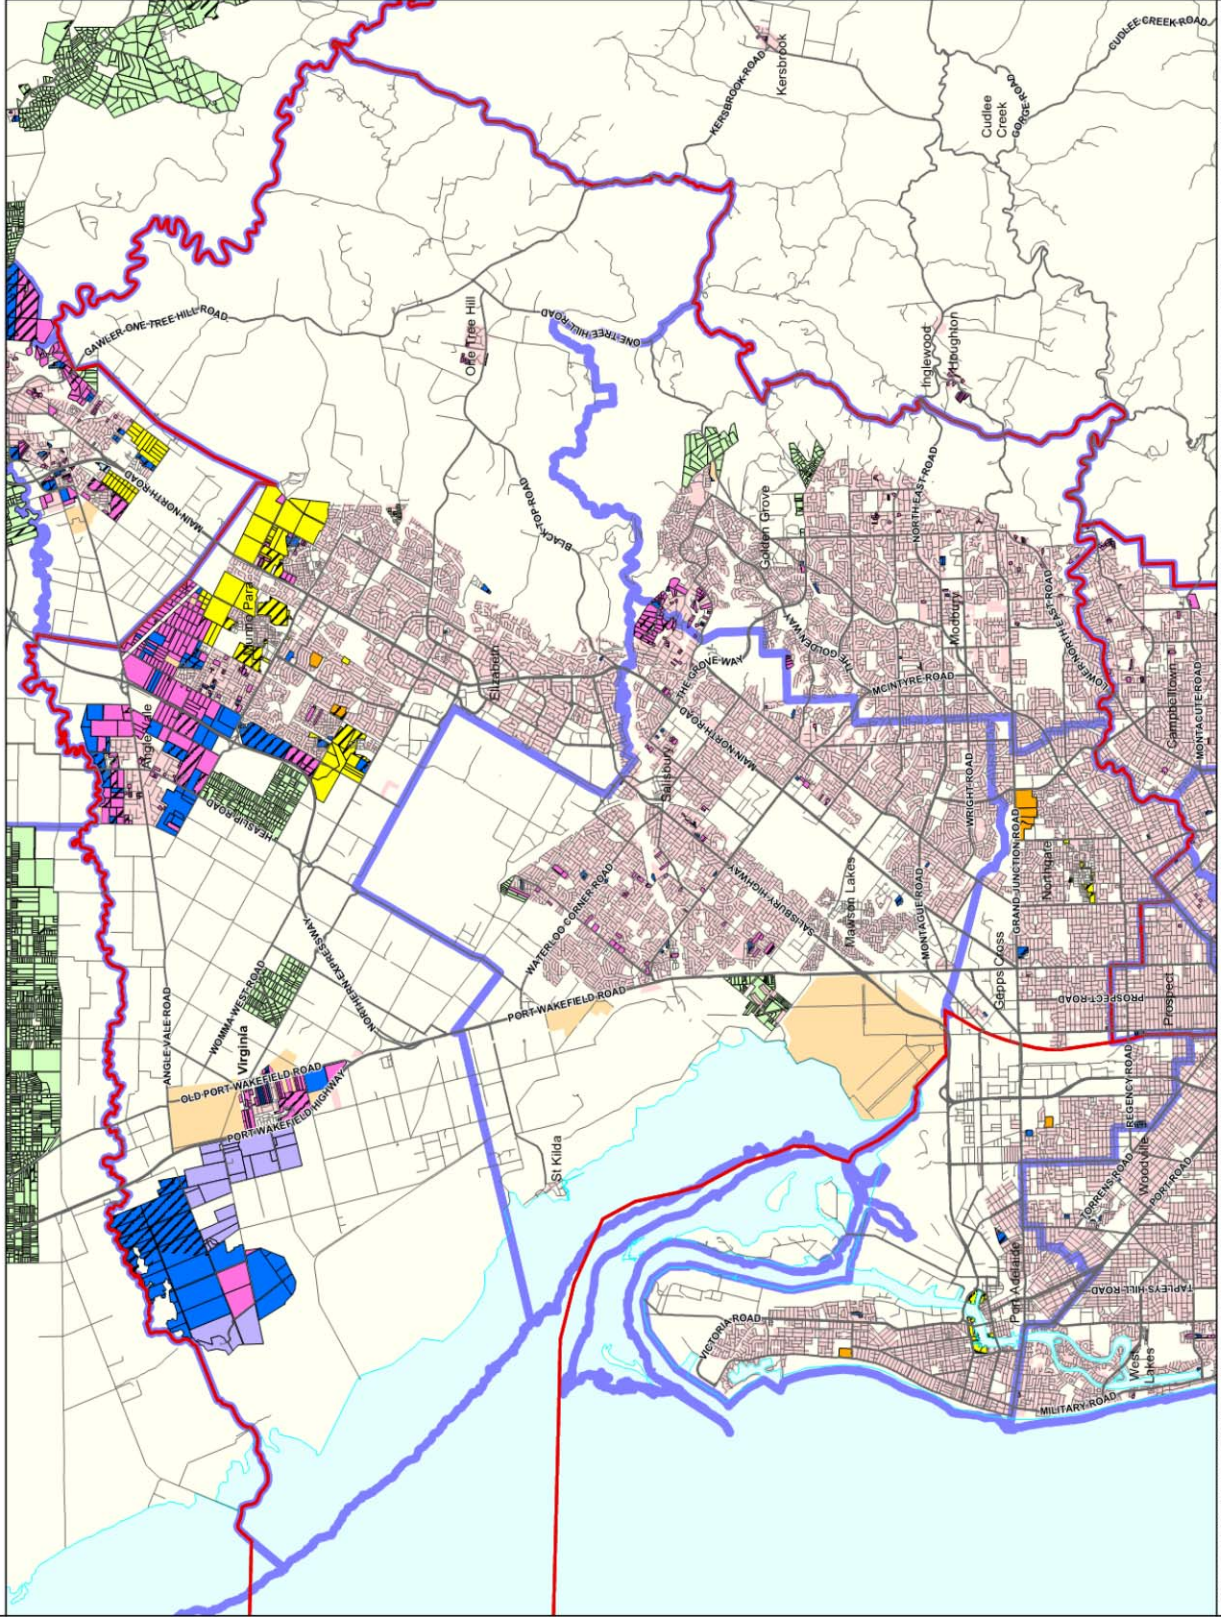 CUDLEE CREEK ROAD
KERSBROOK ROAD
Kersbrook
Cudlee
Creek
GORGE ROAD
GAWLER-ONE TREE HILL ROAD
One Tree Hill
ONE TREE HILL ROAD
Inglewood
Houghton
MAIN NORTH ROAD
BLACK TOP ROAD
Golden Grove
NORTH EAST ROAD
Munno Para
Elizabeth
THE GROVE WAY
THE GOLDEN WAY
Modbury
LOWER NORTH EAST ROAD
MCINTYRE ROAD
Campbelltown
MONTACUTE ROAD
Angle Vale
HEASLIP ROAD
Salisbury
MAIN NORTH ROAD
WRIGHT ROAD
GRAND JUNCTION ROAD
Northgate
WATERLOO CORNER ROAD
SALISBURY HIGHWAY
Mawson Lakes
MONTAGUE ROAD
Gepps Cross
PROSPECT ROAD
Prospect
ANGLE VALE ROAD
WOMMA WEST ROAD
NORTHERN EXPRESSWAY
PORT WAKEFIELD ROAD
Virginia
OLD PORT WAKEFIELD ROAD
PORT WAKEFIELD HIGHWAY
REGENCY ROAD
St Kilda
TORRENS ROAD
Woodville
PORT ROAD
Port Adelaide
TAPLEYS HILL ROAD
VICTORIA ROAD
West
Lakes
MILITARY ROAD